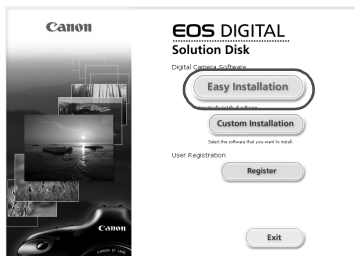 Canon
EOS DIGITAL
Solution Disk
Digital Camera Software
Easy Installation
Custom Installation
Select the software that you want to install.
User Registration
Register
Canon
Exit